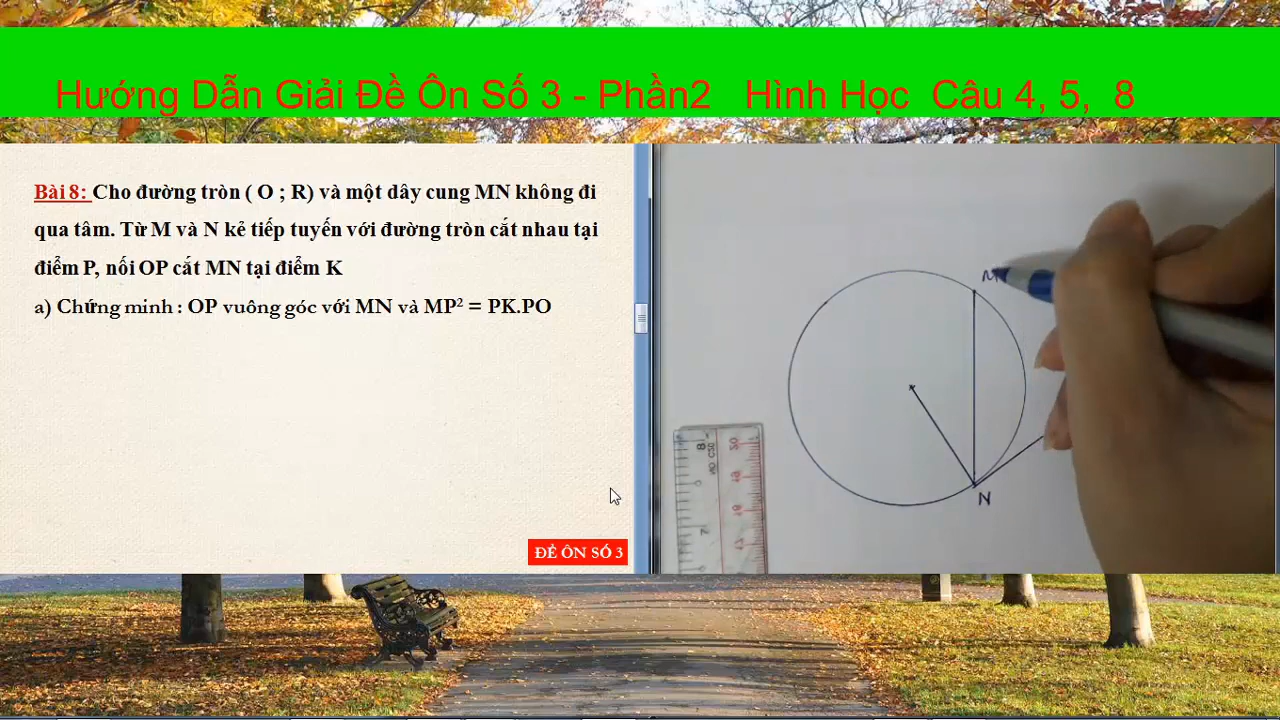 Hướng Dẫn Giải Đề Ôn Số 3 - Phần2 Hình Học Câu 4, 5, 8
Bài 8: Cho đường tròn ( O ; R) và một dây cung MN không đi
qua tâm. Từ M và N kẻ tiếp tuyến với đường tròn cắt nhau tại
điểm P, nối OP cắt MN tại điểm K
a) Chứng minh : OP vuông góc với MN và MP² = PK.PO
ĐỀ ÔN SỐ 3
M
N
8
20
7